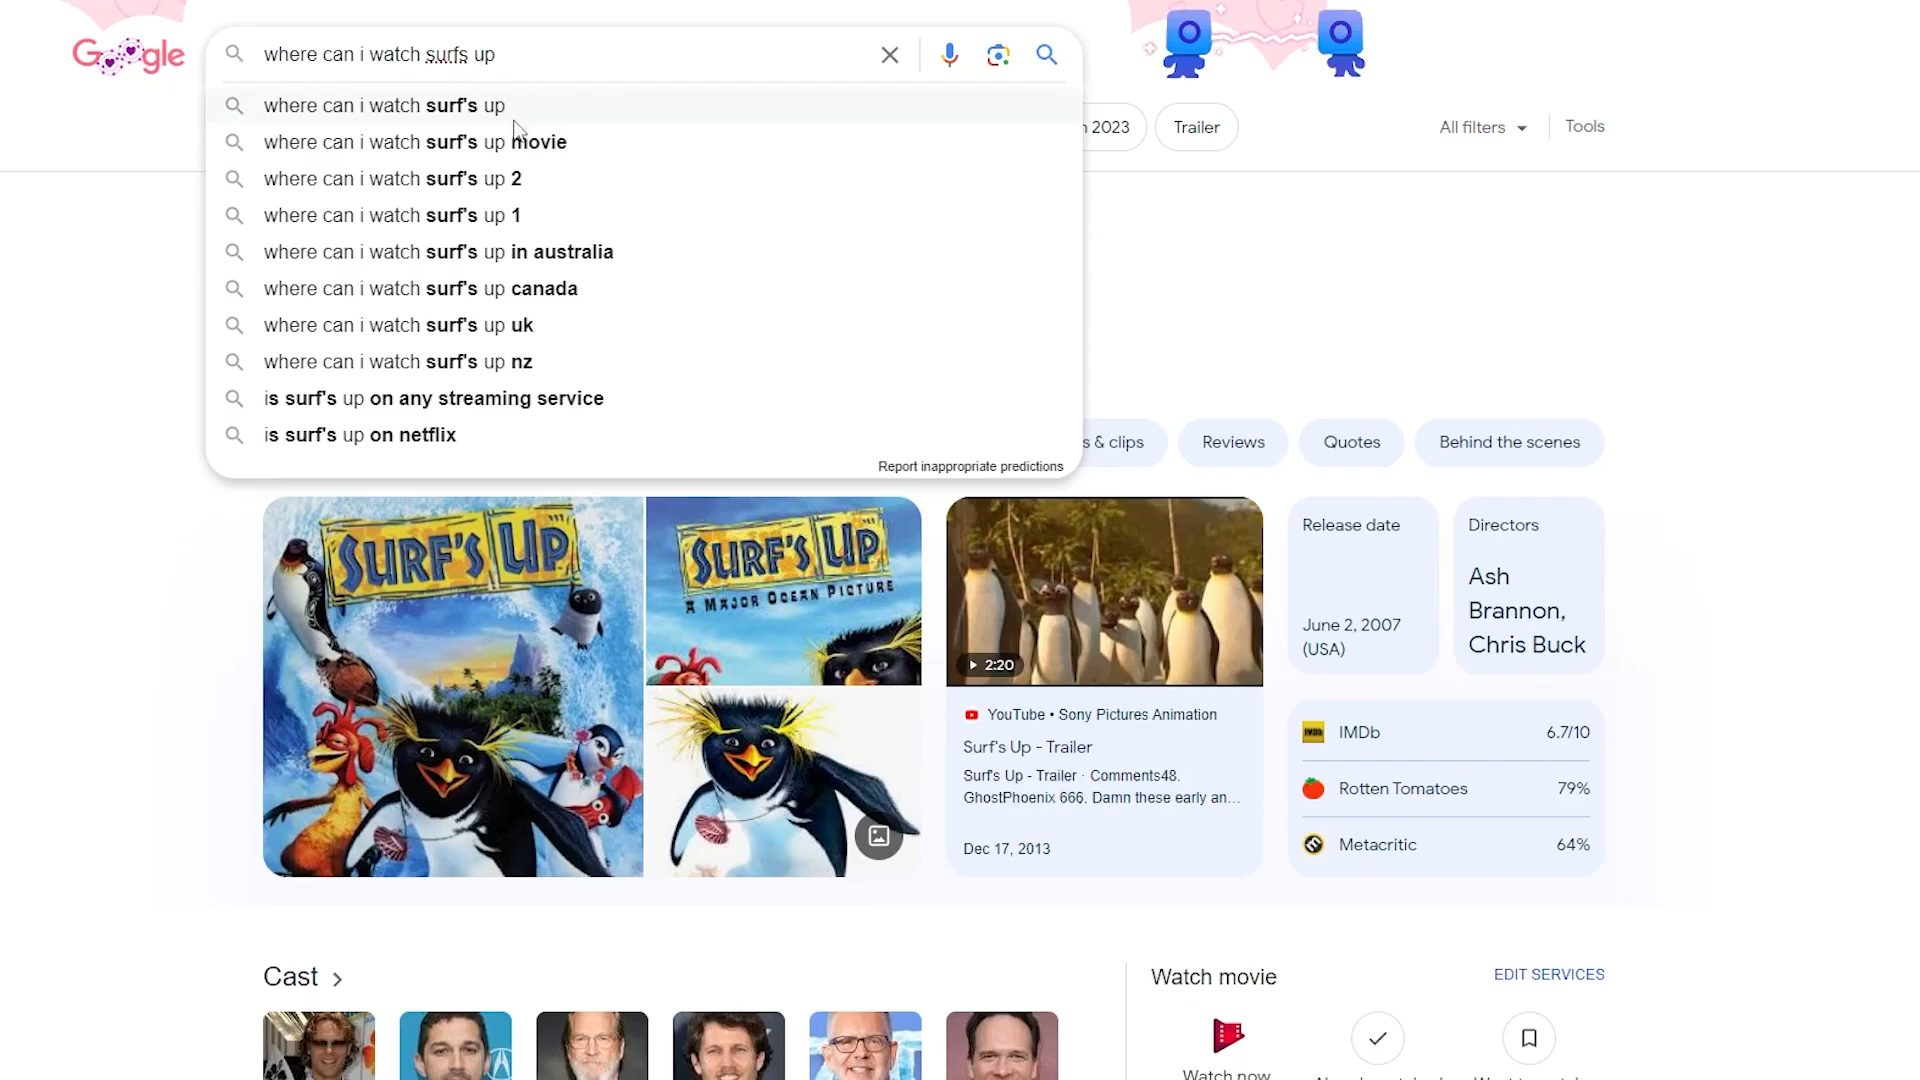 Google
where can i watch surfs up
where can i watch surf's up
where can i watch surf's up movie
where can i watch surf's up 2
where can i watch surf's up 1
where can i watch surf's up in australia
where can i watch surf's up canada
where can i watch surf's up uk
where can i watch surf's up nz
is surf's up on any streaming service
is surf's up on netflix
Report inappropriate predictions
2023
Trailer
All filters
Tools
s & clips
Reviews
Quotes
Behind the scenes
SURF'S UP
SURF'S UP
A MAJOR OCEAN PICTURE
2:20
YouTube • Sony Pictures Animation
Surf's Up - Trailer
Surf's Up - Trailer · Comments48.
GhostPhoenix 666. Damn these early an...
Dec 17, 2013
Release date
June 2, 2007
(USA)
Directors
Ash
Brannon,
Chris Buck
IMDb 6.7/10
Rotten Tomatoes 79%
Metacritic 64%
Cast
Watch movie
EDIT SERVICES
Watch now